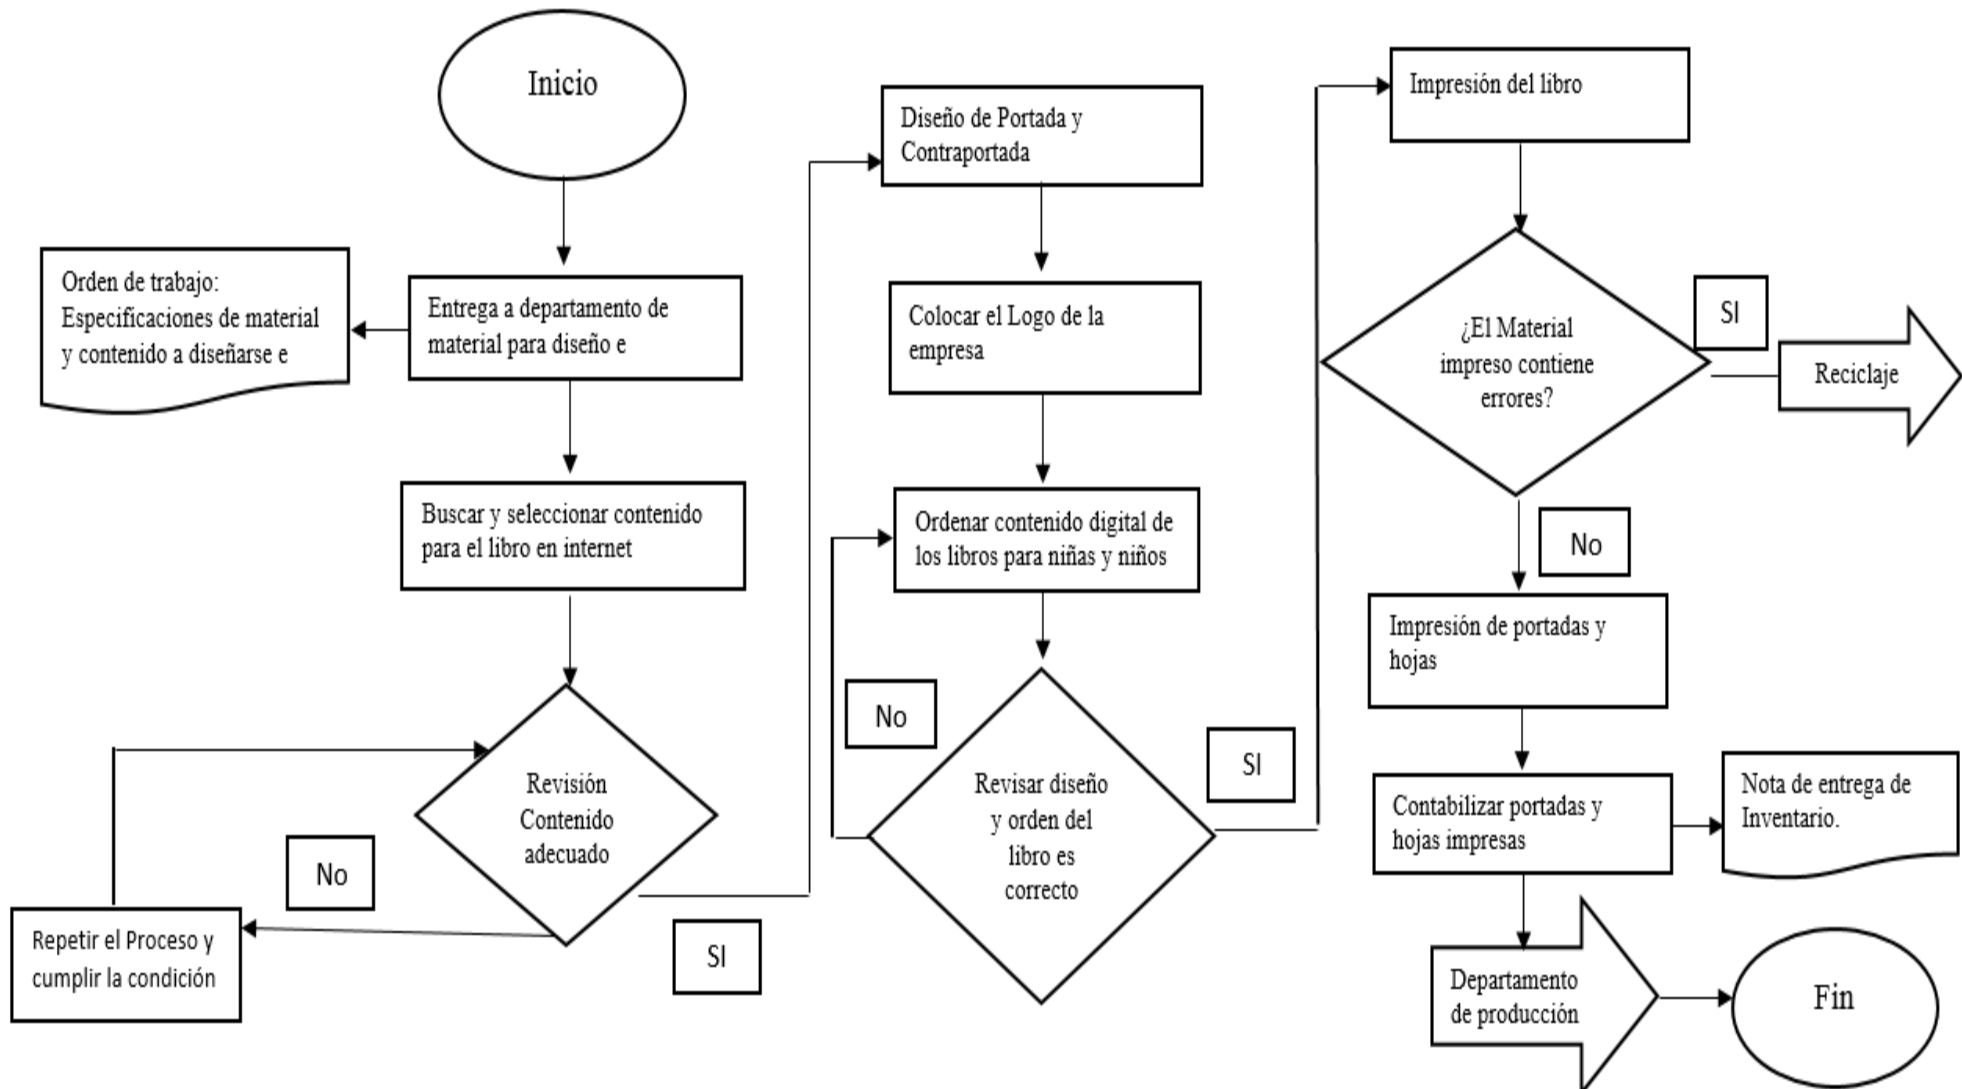 Inicio
Orden de trabajo:
Especificaciones de material
y contenido a diseñarse e
Entrega a departamento de
material para diseño e
Buscar y seleccionar contenido
para el libro en internet
Revisión
Contenido
adecuado
No
Repetir el Proceso y
cumplir la condición
SI
Diseño de Portada y
Contraportada
Colocar el Logo de la
empresa
Ordenar contenido digital de
los libros para niñas y niños
No
Revisar diseño
y orden del
libro es
correcto
SI
Impresión del libro
¿El Material
impreso contiene
errores?
SI
Reciclaje
No
Impresión de portadas y
hojas
Contabilizar portadas y
hojas impresas
Nota de entrega de
Inventario.
Departamento
de producción
Fin